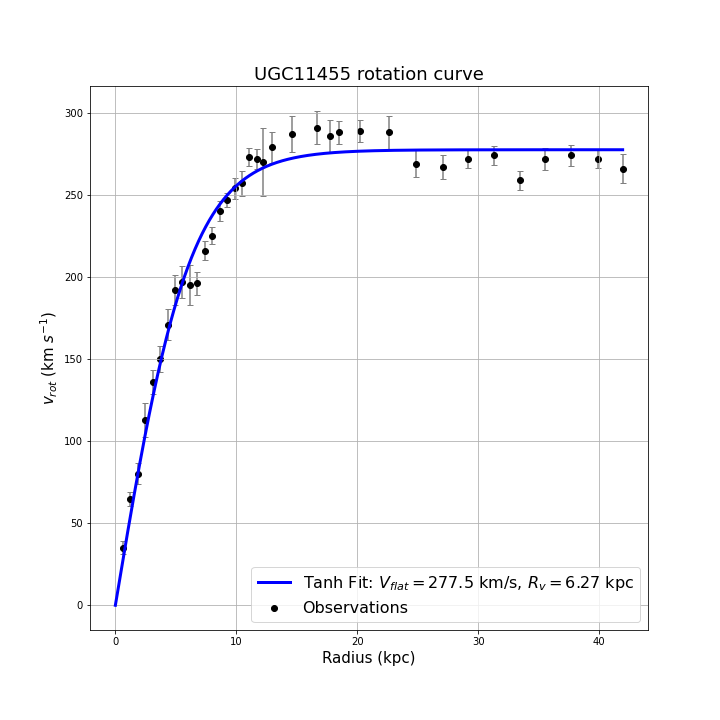 UGC11455 rotation curve
300
250
200
150
100
50
0
v_rot (km s⁻¹)
Tanh Fit: V_flat = 277.5 km/s, R_v = 6.27 kpc
Observations
0 10 20 30 40
Radius (kpc)